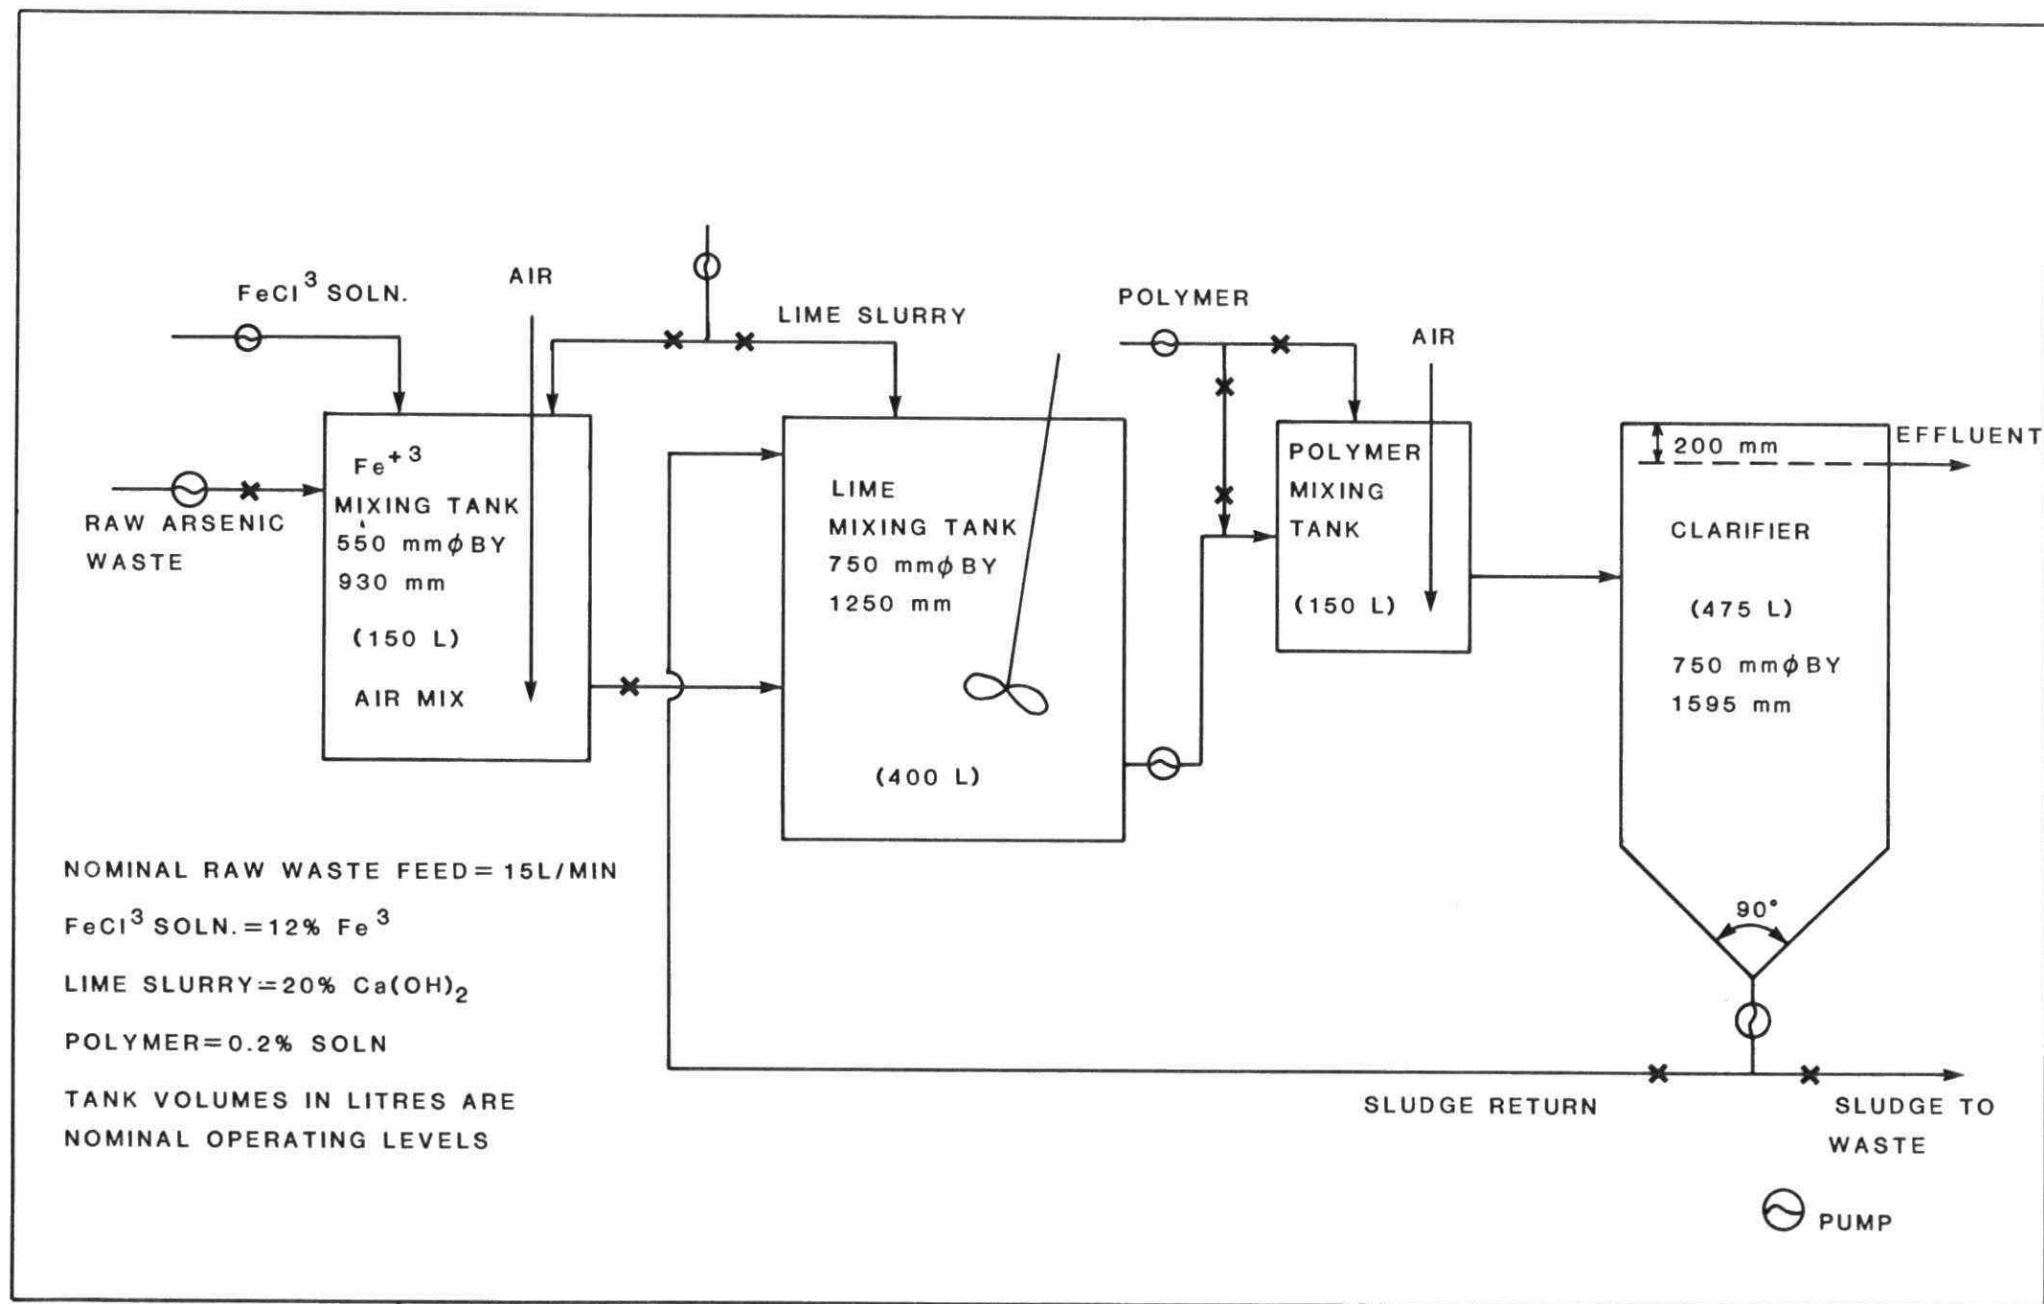 FeCl³ SOLN.
AIR
LIME SLURRY
POLYMER
AIR
RAW ARSENIC
WASTE
Fe⁺³
MIXING TANK
550 mmϕ BY
930 mm
(150 L)
AIR MIX
LIME
MIXING TANK
750 mmϕ BY
1250 mm
(400 L)
POLYMER
MIXING
TANK
(150 L)
200 mm
EFFLUENT
CLARIFIER
(475 L)
750 mmϕ BY
1595 mm
90°
NOMINAL RAW WASTE FEED = 15L/MIN
FeCl³ SOLN. = 12% Fe³
LIME SLURRY = 20% Ca(OH)₂
POLYMER = 0.2% SOLN
TANK VOLUMES IN LITRES ARE
NOMINAL OPERATING LEVELS
SLUDGE RETURN
SLUDGE TO
WASTE
PUMP